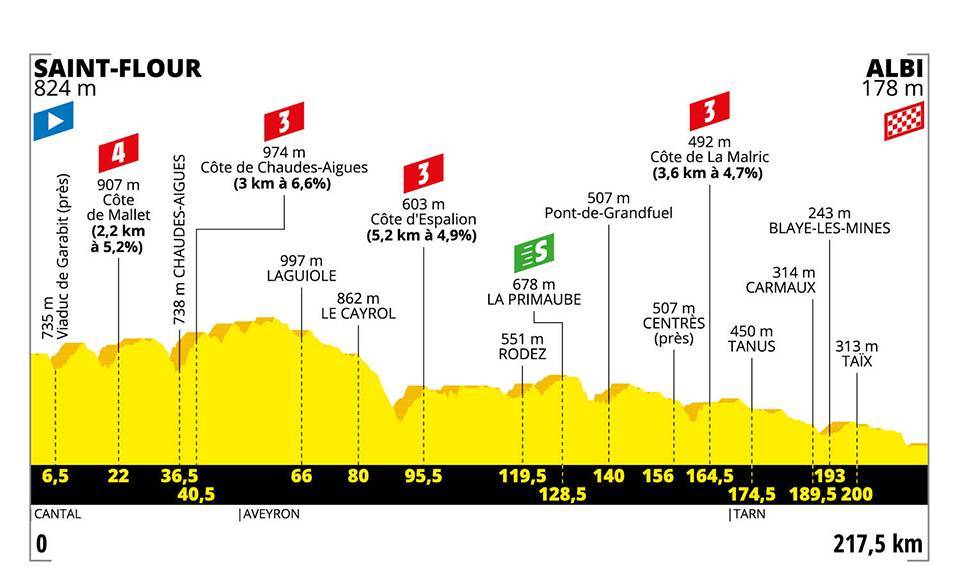 SAINT-FLOUR
824 m
ALBI
178 m
735 m
Viaduc de Garabit (près)
4
907 m
Côte
de Mallet
(2,2 km
à 5,2%)
738 m CHAUDES-AIGUES
3
974 m
Côte de Chaudes-Aigues
(3 km à 6,6%)
997 m
LAGUIOLE
862 m
LE CAYROL
3
603 m
Côte d'Espalion
(5,2 km à 4,9%)
551 m
RODEZ
S
678 m
LA PRIMAUBE
507 m
Pont-de-Grandfuel
507 m
CENTRÈS
(près)
3
492 m
Côte de La Malric
(3,6 km à 4,7%)
450 m
TANUS
314 m
CARMAUX
243 m
BLAYE-LES-MINES
313 m
TAÏX
6,5 22 36,5 66 80 95,5 119,5 140 156 164,5 193
40,5 128,5 174,5 189,5 200
CANTAL AVEYRON TARN
0 217,5 km